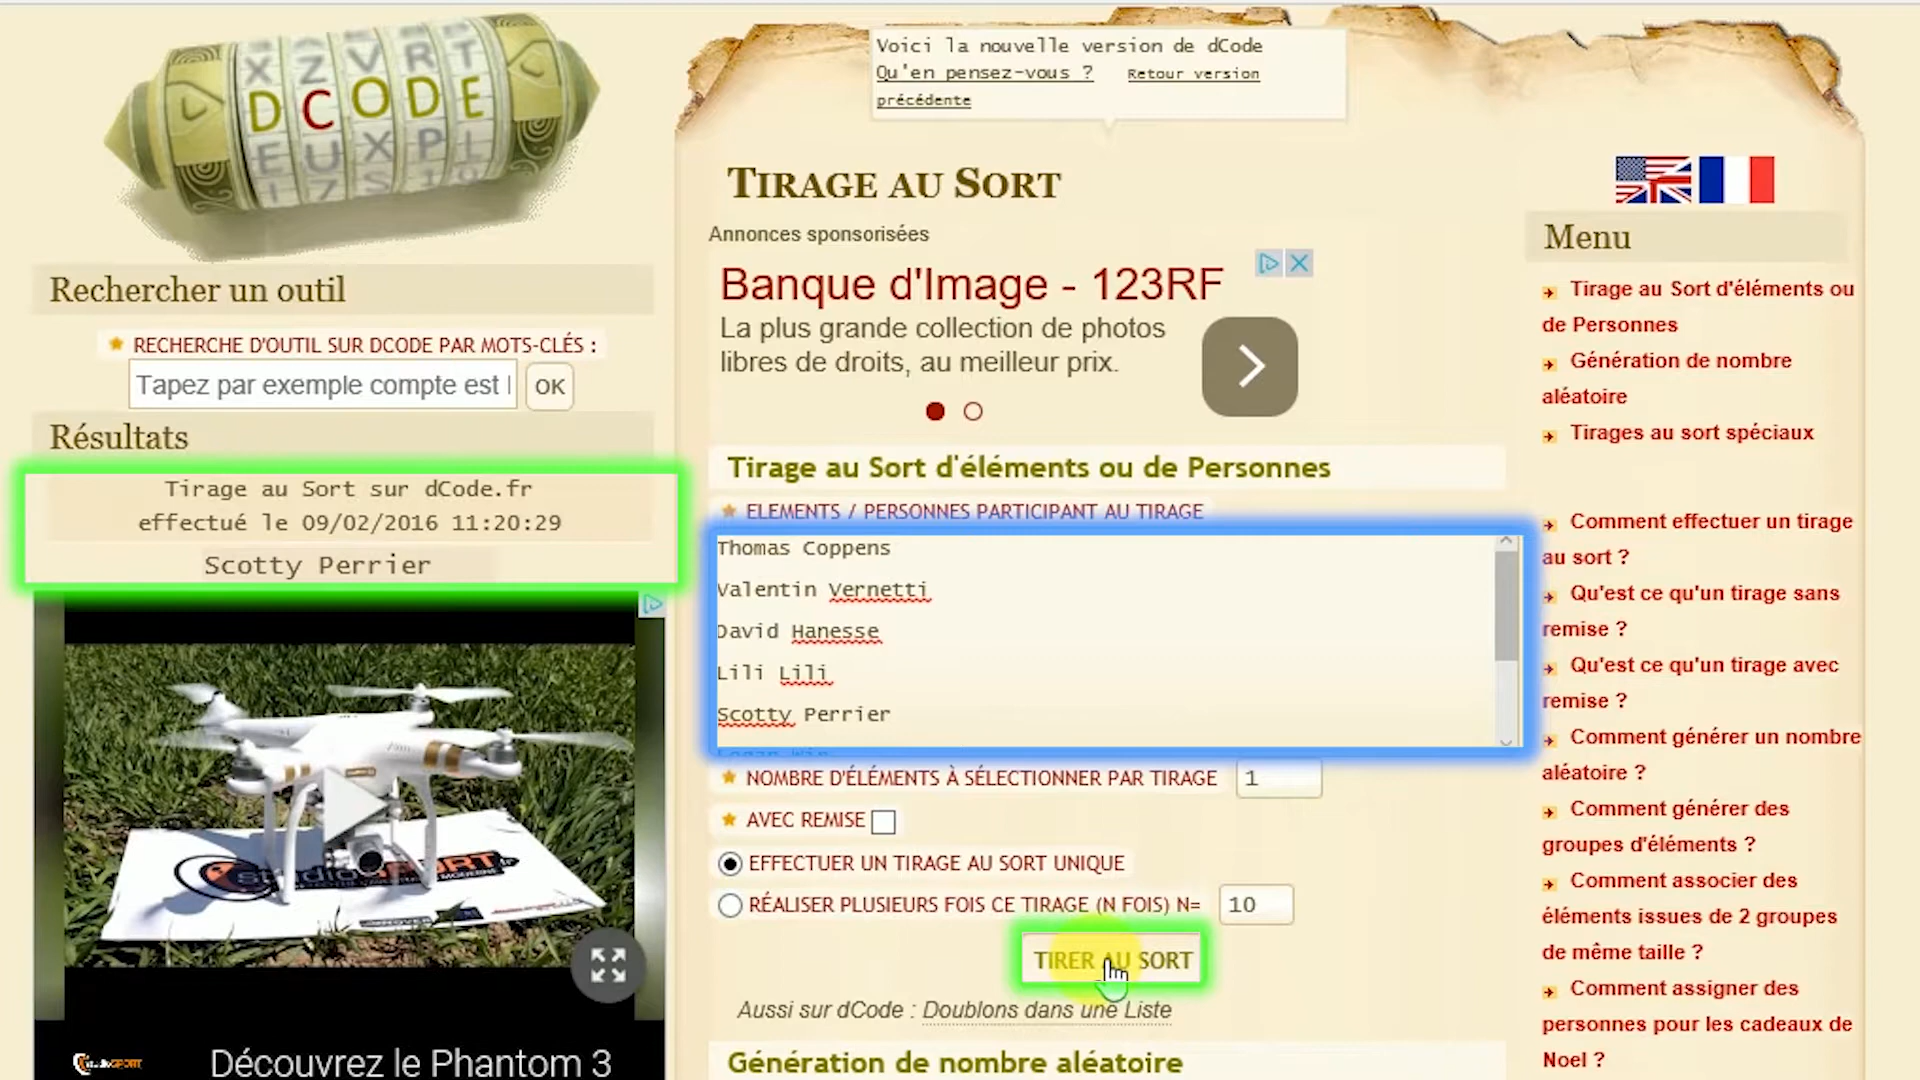 DCODE
Voici la nouvelle version de dCode
Qu'en pensez-vous ? Retour version
précédente
Rechercher un outil
RECHERCHE D'OUTIL SUR DCODE PAR MOTS-CLÉS :
Tapez par exemple compte est l
OK
Résultats
Tirage au Sort sur dCode.fr
effectué le 09/02/2016 11:20:29
Scotty Perrier
Découvrez le Phantom 3
TIRAGE AU SORT
Annonces sponsorisées
Banque d'Image - 123RF
La plus grande collection de photos
libres de droits, au meilleur prix.
Tirage au Sort d'éléments ou de Personnes
ELEMENTS / PERSONNES PARTICIPANT AU TIRAGE
Thomas Coppens
Valentin Vernetti
David Hanesse
Lili Lili
Scotty Perrier
NOMBRE D'ÉLÉMENTS À SÉLECTIONNER PAR TIRAGE 1
AVEC REMISE
EFFECTUER UN TIRAGE AU SORT UNIQUE
RÉALISER PLUSIEURS FOIS CE TIRAGE (N FOIS) N= 10
TIRER AU SORT
Aussi sur dCode : Doublons dans une Liste
Génération de nombre aléatoire
Menu
Tirage au Sort d'éléments ou
de Personnes
Génération de nombre
aléatoire
Tirages au sort spéciaux
Comment effectuer un tirage
au sort ?
Qu'est ce qu'un tirage sans
remise ?
Qu'est ce qu'un tirage avec
remise ?
Comment générer un nombre
aléatoire ?
Comment générer des
groupes d'éléments ?
Comment associer des
éléments issues de 2 groupes
de même taille ?
Comment assigner des
personnes pour les cadeaux de
Noel ?